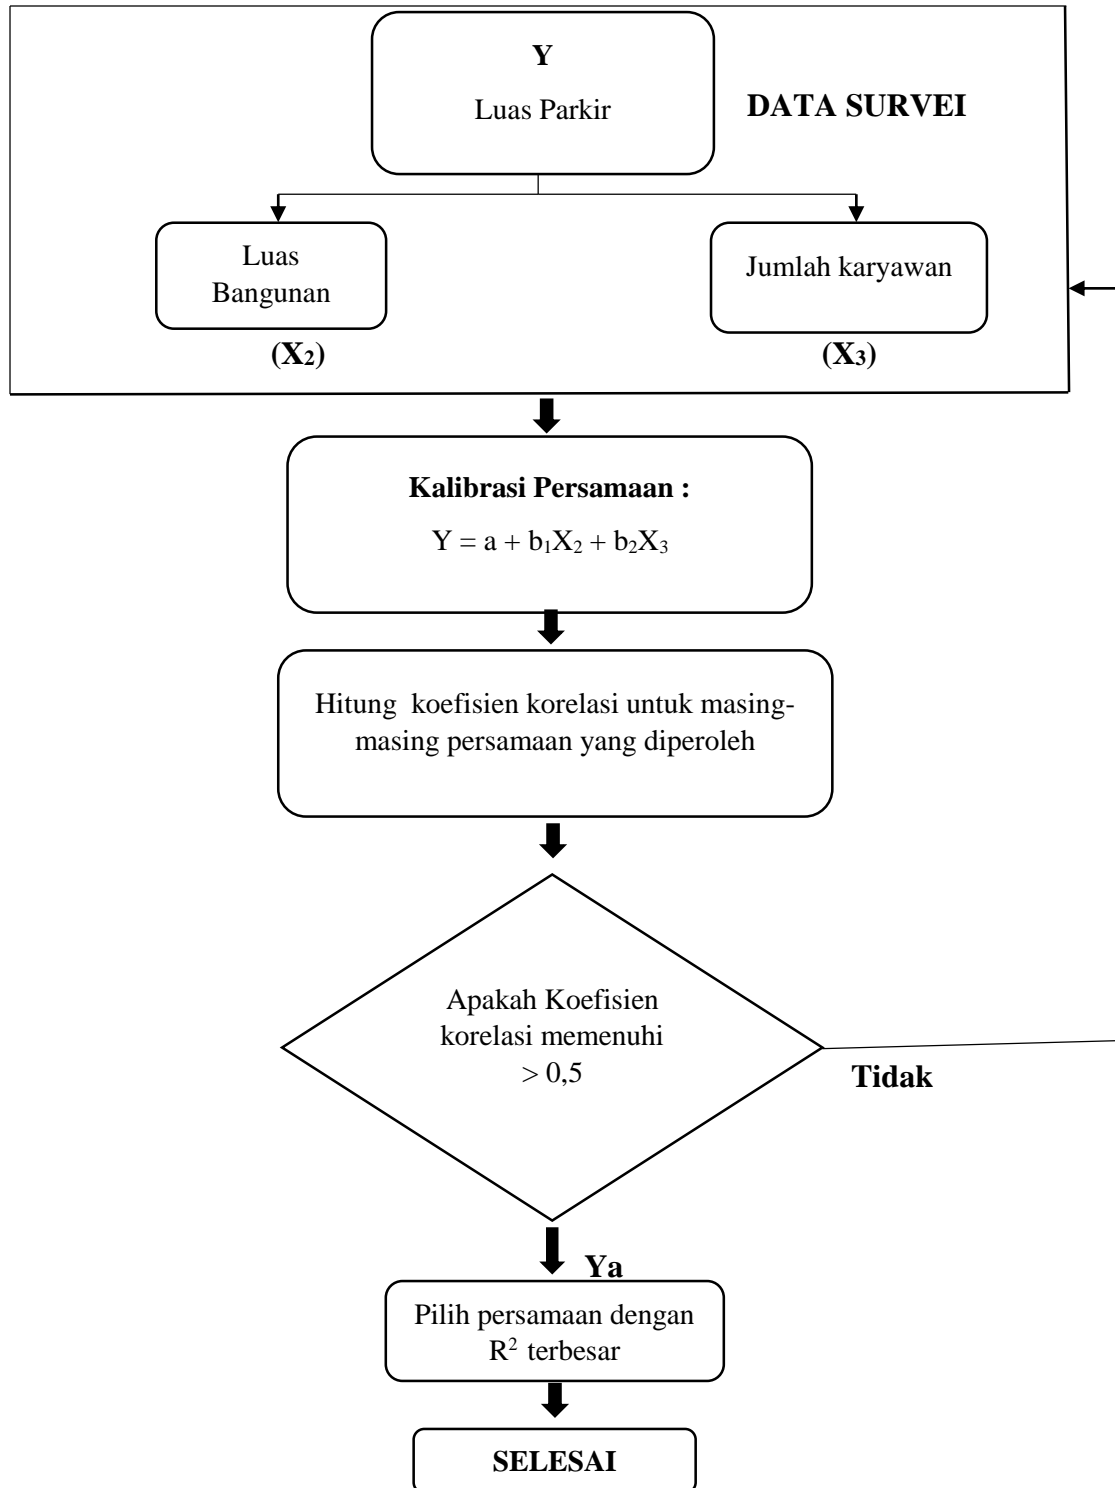 Y
Luas Parkir
DATA SURVEI
Luas
Bangunan
Jumlah karyawan
(X₂)
(X₃)
Kalibrasi Persamaan :
Y = a + b₁X₂ + b₂X₃
Hitung koefisien korelasi untuk masing-
masing persamaan yang diperoleh
Apakah Koefisien
korelasi memenuhi
> 0,5
Tidak
Ya
Pilih persamaan dengan
R² terbesar
SELESAI